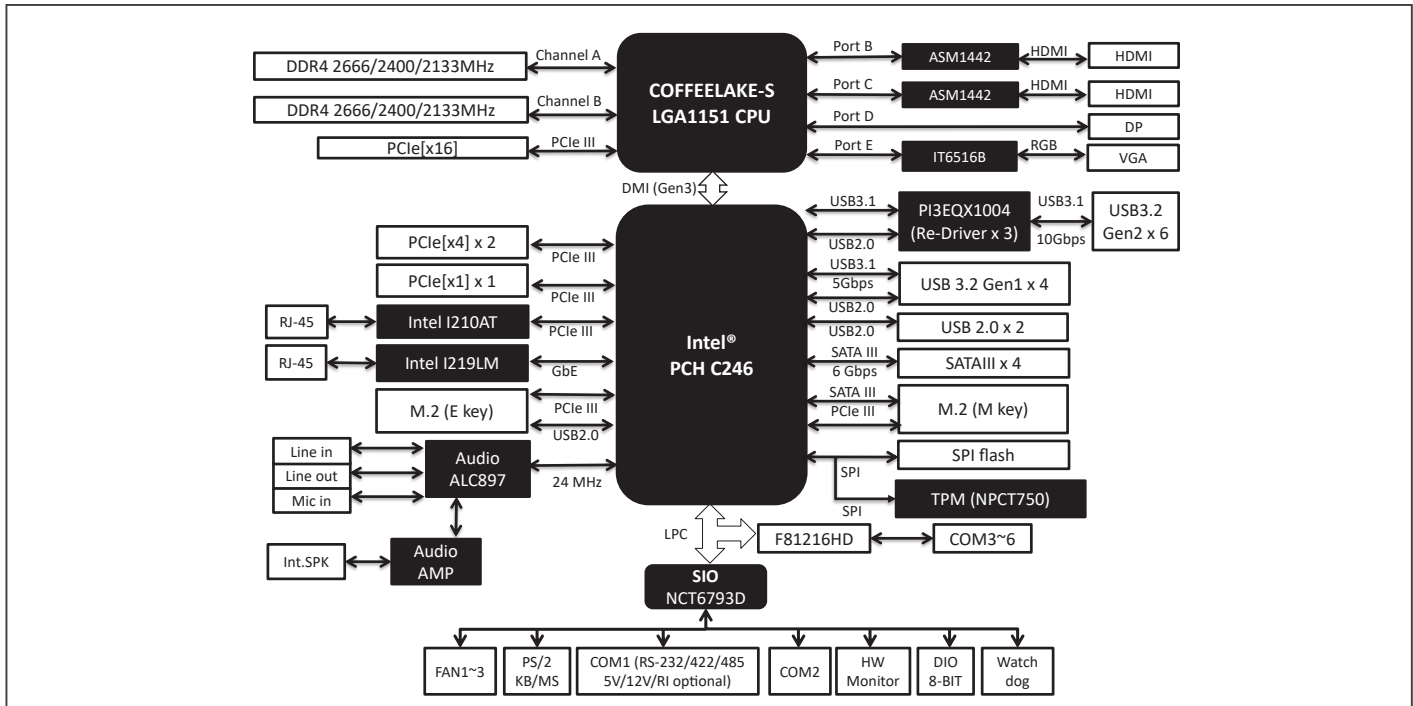 DDR4 2666/2400/2133MHz
Channel A
DDR4 2666/2400/2133MHz
Channel B
PCIe[x16]
PCIe III
COFFEELAKE-S
LGA1151 CPU
Port B
ASM1442
HDMI
HDMI
Port C
ASM1442
HDMI
HDMI
Port D
DP
Port E
IT6516B
RGB
VGA
DMI (Gen3)
Intel®
PCH C246
PCIe[x4] x 2
PCIe III
PCIe[x1] x 1
PCIe III
RJ-45
Intel I210AT
PCIe III
RJ-45
Intel I219LM
GbE
M.2 (E key)
PCIe III
USB2.0
Line in
Line out
Mic in
Audio
ALC897
24 MHz
Int.SPK
Audio
AMP
USB3.1
USB2.0
PI3EQX1004
(Re-Driver x 3)
USB3.1
10Gbps
USB3.2
Gen2 x 6
USB3.1
5Gbps
USB2.0
USB 3.2 Gen1 x 4
USB2.0
USB 2.0 x 2
SATA III
6 Gbps
SATAIII x 4
SATA III
PCIe III
M.2 (M key)
SPI flash
SPI
SPI
TPM (NPCT750)
LPC
F81216HD
COM3~6
SIO
NCT6793D
FAN1~3
PS/2
KB/MS
COM1 (RS-232/422/485
5V/12V/RI optional)
COM2
HW
Monitor
DIO
8-BIT
Watch
dog